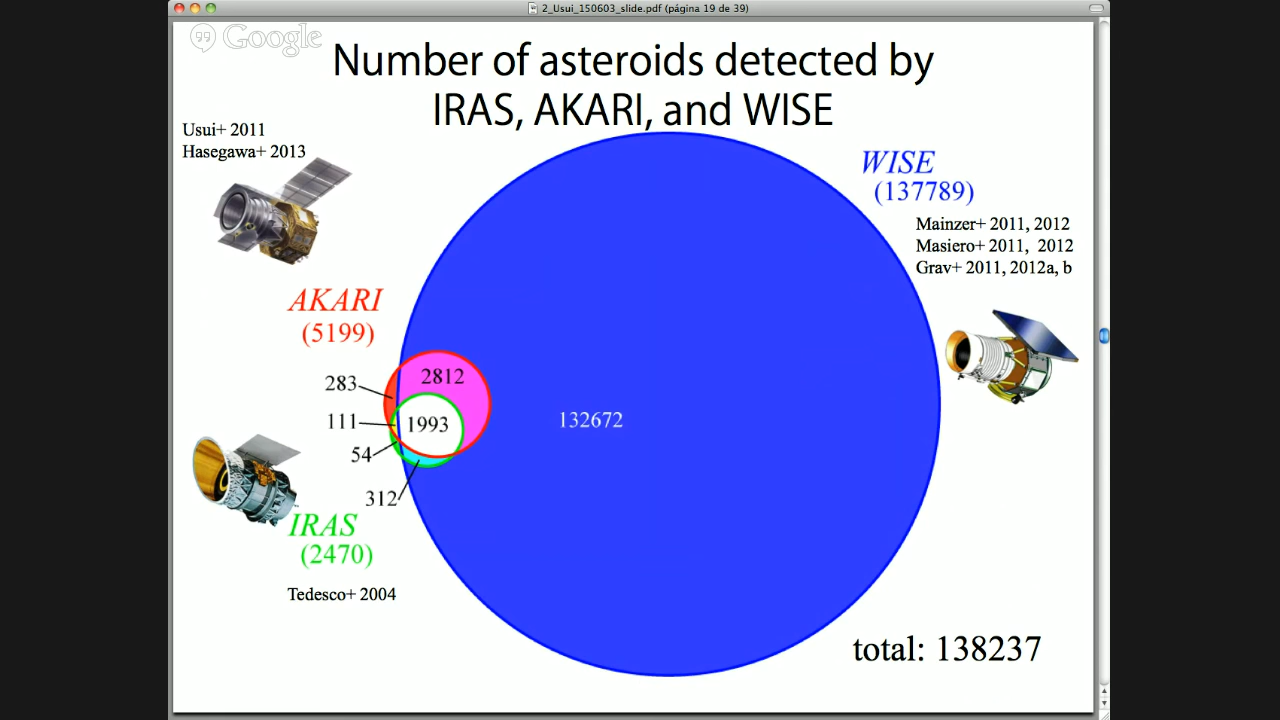 2_Usui_150603_slide.pdf (página 19 de 39)
Google
Number of asteroids detected by
IRAS, AKARI, and WISE
Usui+ 2011
Hasegawa+ 2013
WISE
(137789)
Mainzer+ 2011, 2012
Masiero+ 2011, 2012
Grav+ 2011, 2012a, b
AKARI
(5199)
283
2812
111
1993
132672
54
312
IRAS
(2470)
Tedesco+ 2004
total: 138237